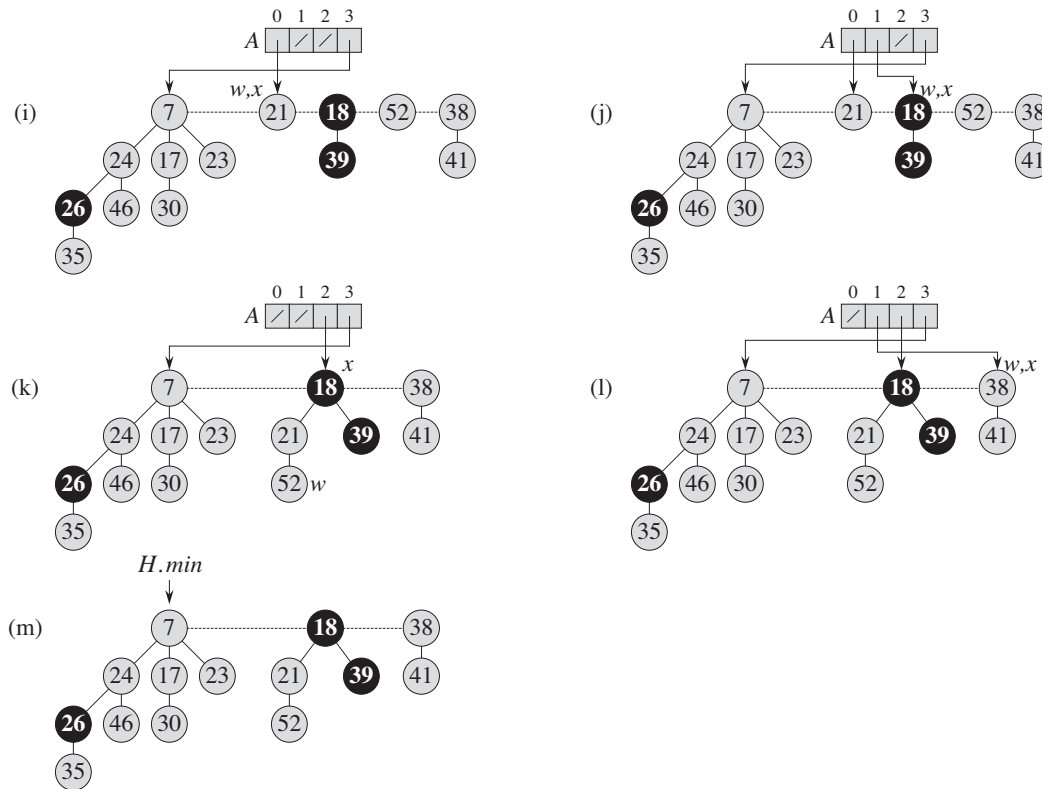 0 1 2 3
A / /
w,x
(i) 7 21 18 52 38
24 17 23 39 41
26 46 30
35
0 1 2 3
A /
w,x
(j) 7 21 18 52 38
24 17 23 39 41
26 46 30
35
0 1 2 3
A / /
x
(k) 7 18 38
24 17 23 21 39 41
26 46 30 52 w
35
0 1 2 3
A /
w,x
(l) 7 18 38
24 17 23 21 39 41
26 46 30 52
35
H.min
(m) 7 18 38
24 17 23 21 39 41
26 46 30 52
35